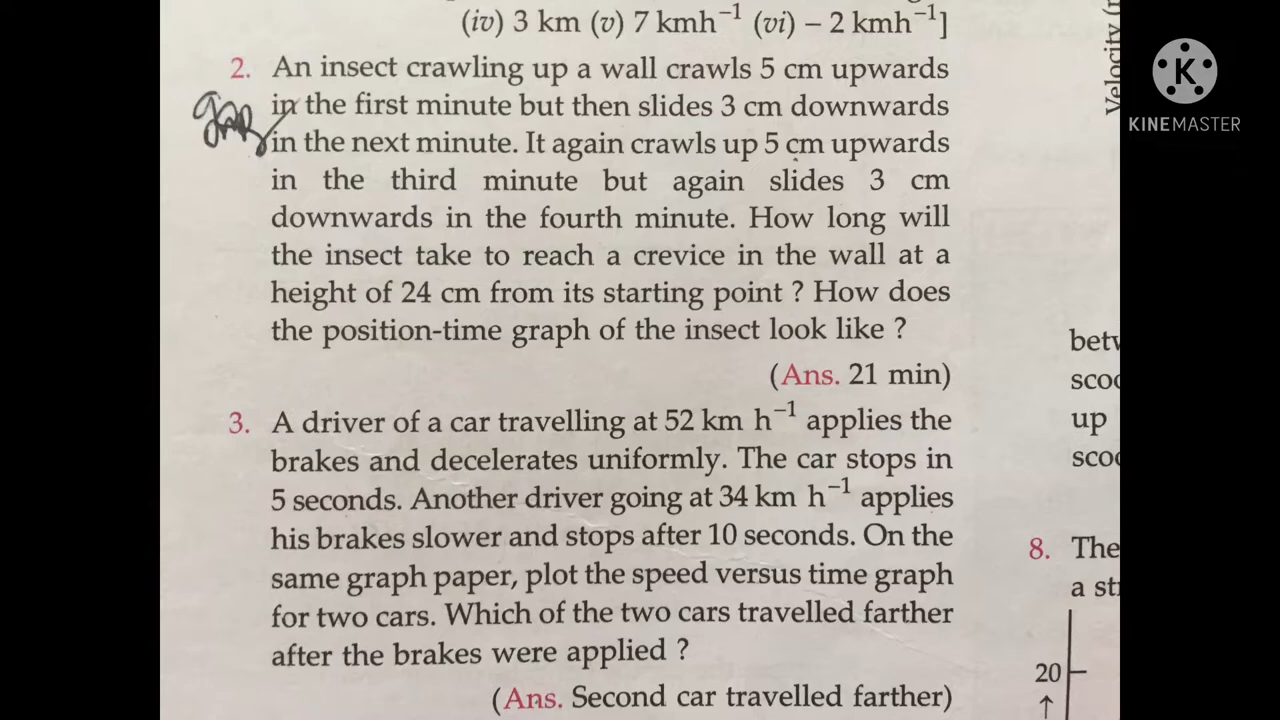 (iv) 3 km (v) 7 kmh⁻¹ (vi) – 2 kmh⁻¹]
2. An insect crawling up a wall crawls 5 cm upwards
in the first minute but then slides 3 cm downwards
in the next minute. It again crawls up 5 cm upwards
in the third minute but again slides 3 cm
downwards in the fourth minute. How long will
the insect take to reach a crevice in the wall at a
height of 24 cm from its starting point ? How does
the position-time graph of the insect look like ?
(Ans. 21 min)
3. A driver of a car travelling at 52 km h⁻¹ applies the
brakes and decelerates uniformly. The car stops in
5 seconds. Another driver going at 34 km h⁻¹ applies
his brakes slower and stops after 10 seconds. On the
same graph paper, plot the speed versus time graph
for two cars. Which of the two cars travelled farther
after the brakes were applied ?
(Ans. Second car travelled farther)
Velocity
KINEMASTER
up
8. The
20